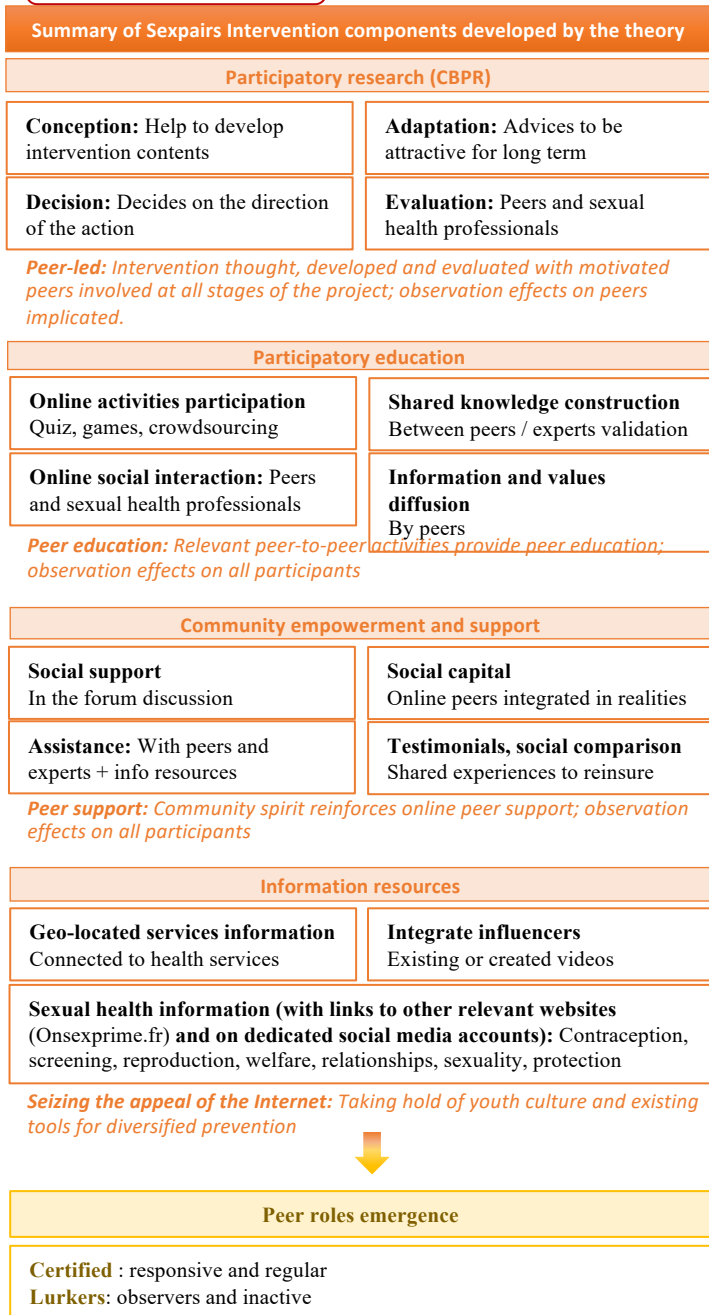 Summary of Sexpairs Intervention components developed by the theory
Participatory research (CBPR)
Conception: Help to develop
intervention contents
Adaptation: Advices to be
attractive for long term
Decision: Decides on the direction
of the action
Evaluation: Peers and sexual
health professionals
Peer-led: Intervention thought, developed and evaluated with motivated
peers involved at all stages of the project; observation effects on peers
implicated.
Participatory education
Online activities participation
Quiz, games, crowdsourcing
Shared knowledge construction
Between peers / experts validation
Online social interaction: Peers
and sexual health professionals
Information and values
diffusion
By peers
Peer education: Relevant peer-to-peer activities provide peer education;
observation effects on all participants
Community empowerment and support
Social support
In the forum discussion
Social capital
Online peers integrated in realities
Assistance: With peers and
experts + info resources
Testimonials, social comparison
Shared experiences to reinsure
Peer support: Community spirit reinforces online peer support; observation
effects on all participants
Information resources
Geo-located services information
Connected to health services
Integrate influencers
Existing or created videos
Sexual health information (with links to other relevant websites
(Onsexprime.fr) and on dedicated social media accounts): Contraception,
screening, reproduction, welfare, relationships, sexuality, protection
Seizing the appeal of the Internet: Taking hold of youth culture and existing
tools for diversified prevention
Peer roles emergence
Certified : responsive and regular
Lurkers: observers and inactive